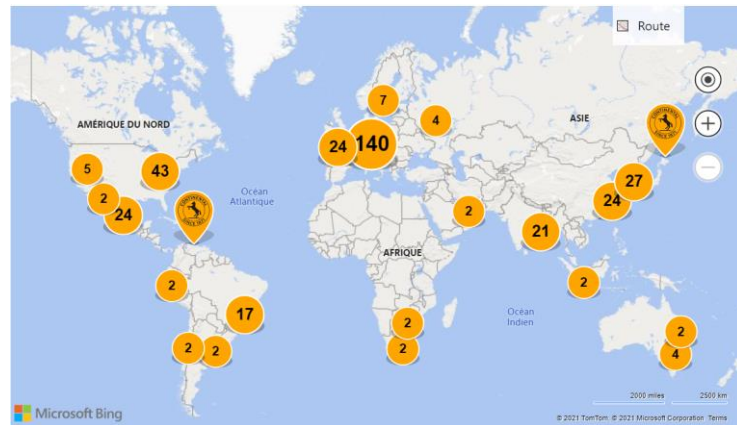 Route
7
4
AMÉRIQUE DU NORD
ASIE
CONTINENTAL
24
140
5
43
27
2
24
24
Océan
Atlantique
CONTINENTAL
2
21
AFRIQUE
2
2
17
Océan
Indien
2
2
2
2
2
4
2000 miles
2500 km
Microsoft Bing
© 2021 TomTom © 2021 Microsoft Corporation Terms